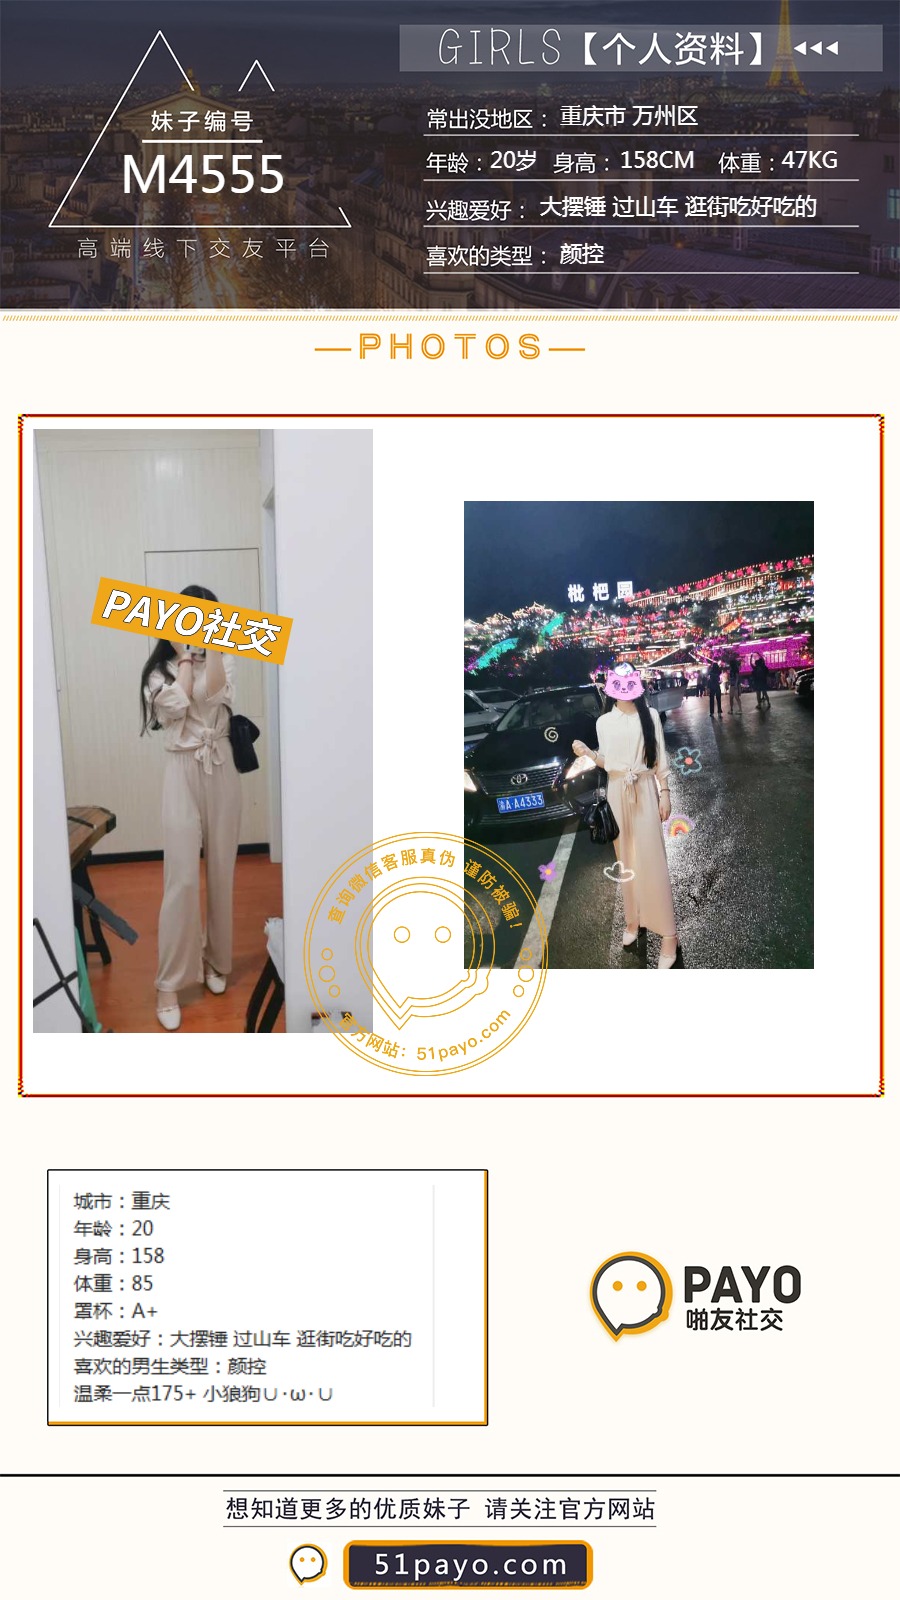 GIRLS【个人资料】
妹子编号
M4555
高端线下交友平台
常出没地区： 重庆市 万州区
年龄：20岁 身高：158CM 体重：47KG
兴趣爱好： 大摆锤 过山车 逛街吃好吃的
喜欢的类型： 颜控
PHOTOS
PAYO社交
枇杷园
渝A·A4333
查询微信客服真伪 谨防被骗！
官方网站：51payo.com
城市：重庆
年龄：20
身高：158
体重：85
罩杯：A+
兴趣爱好：大摆锤 过山车 逛街吃好吃的
喜欢的男生类型：颜控
温柔一点175+ 小狼狗∪·ω·∪
PAYO
啪友社交
想知道更多的优质妹子 请关注官方网站
51payo.com